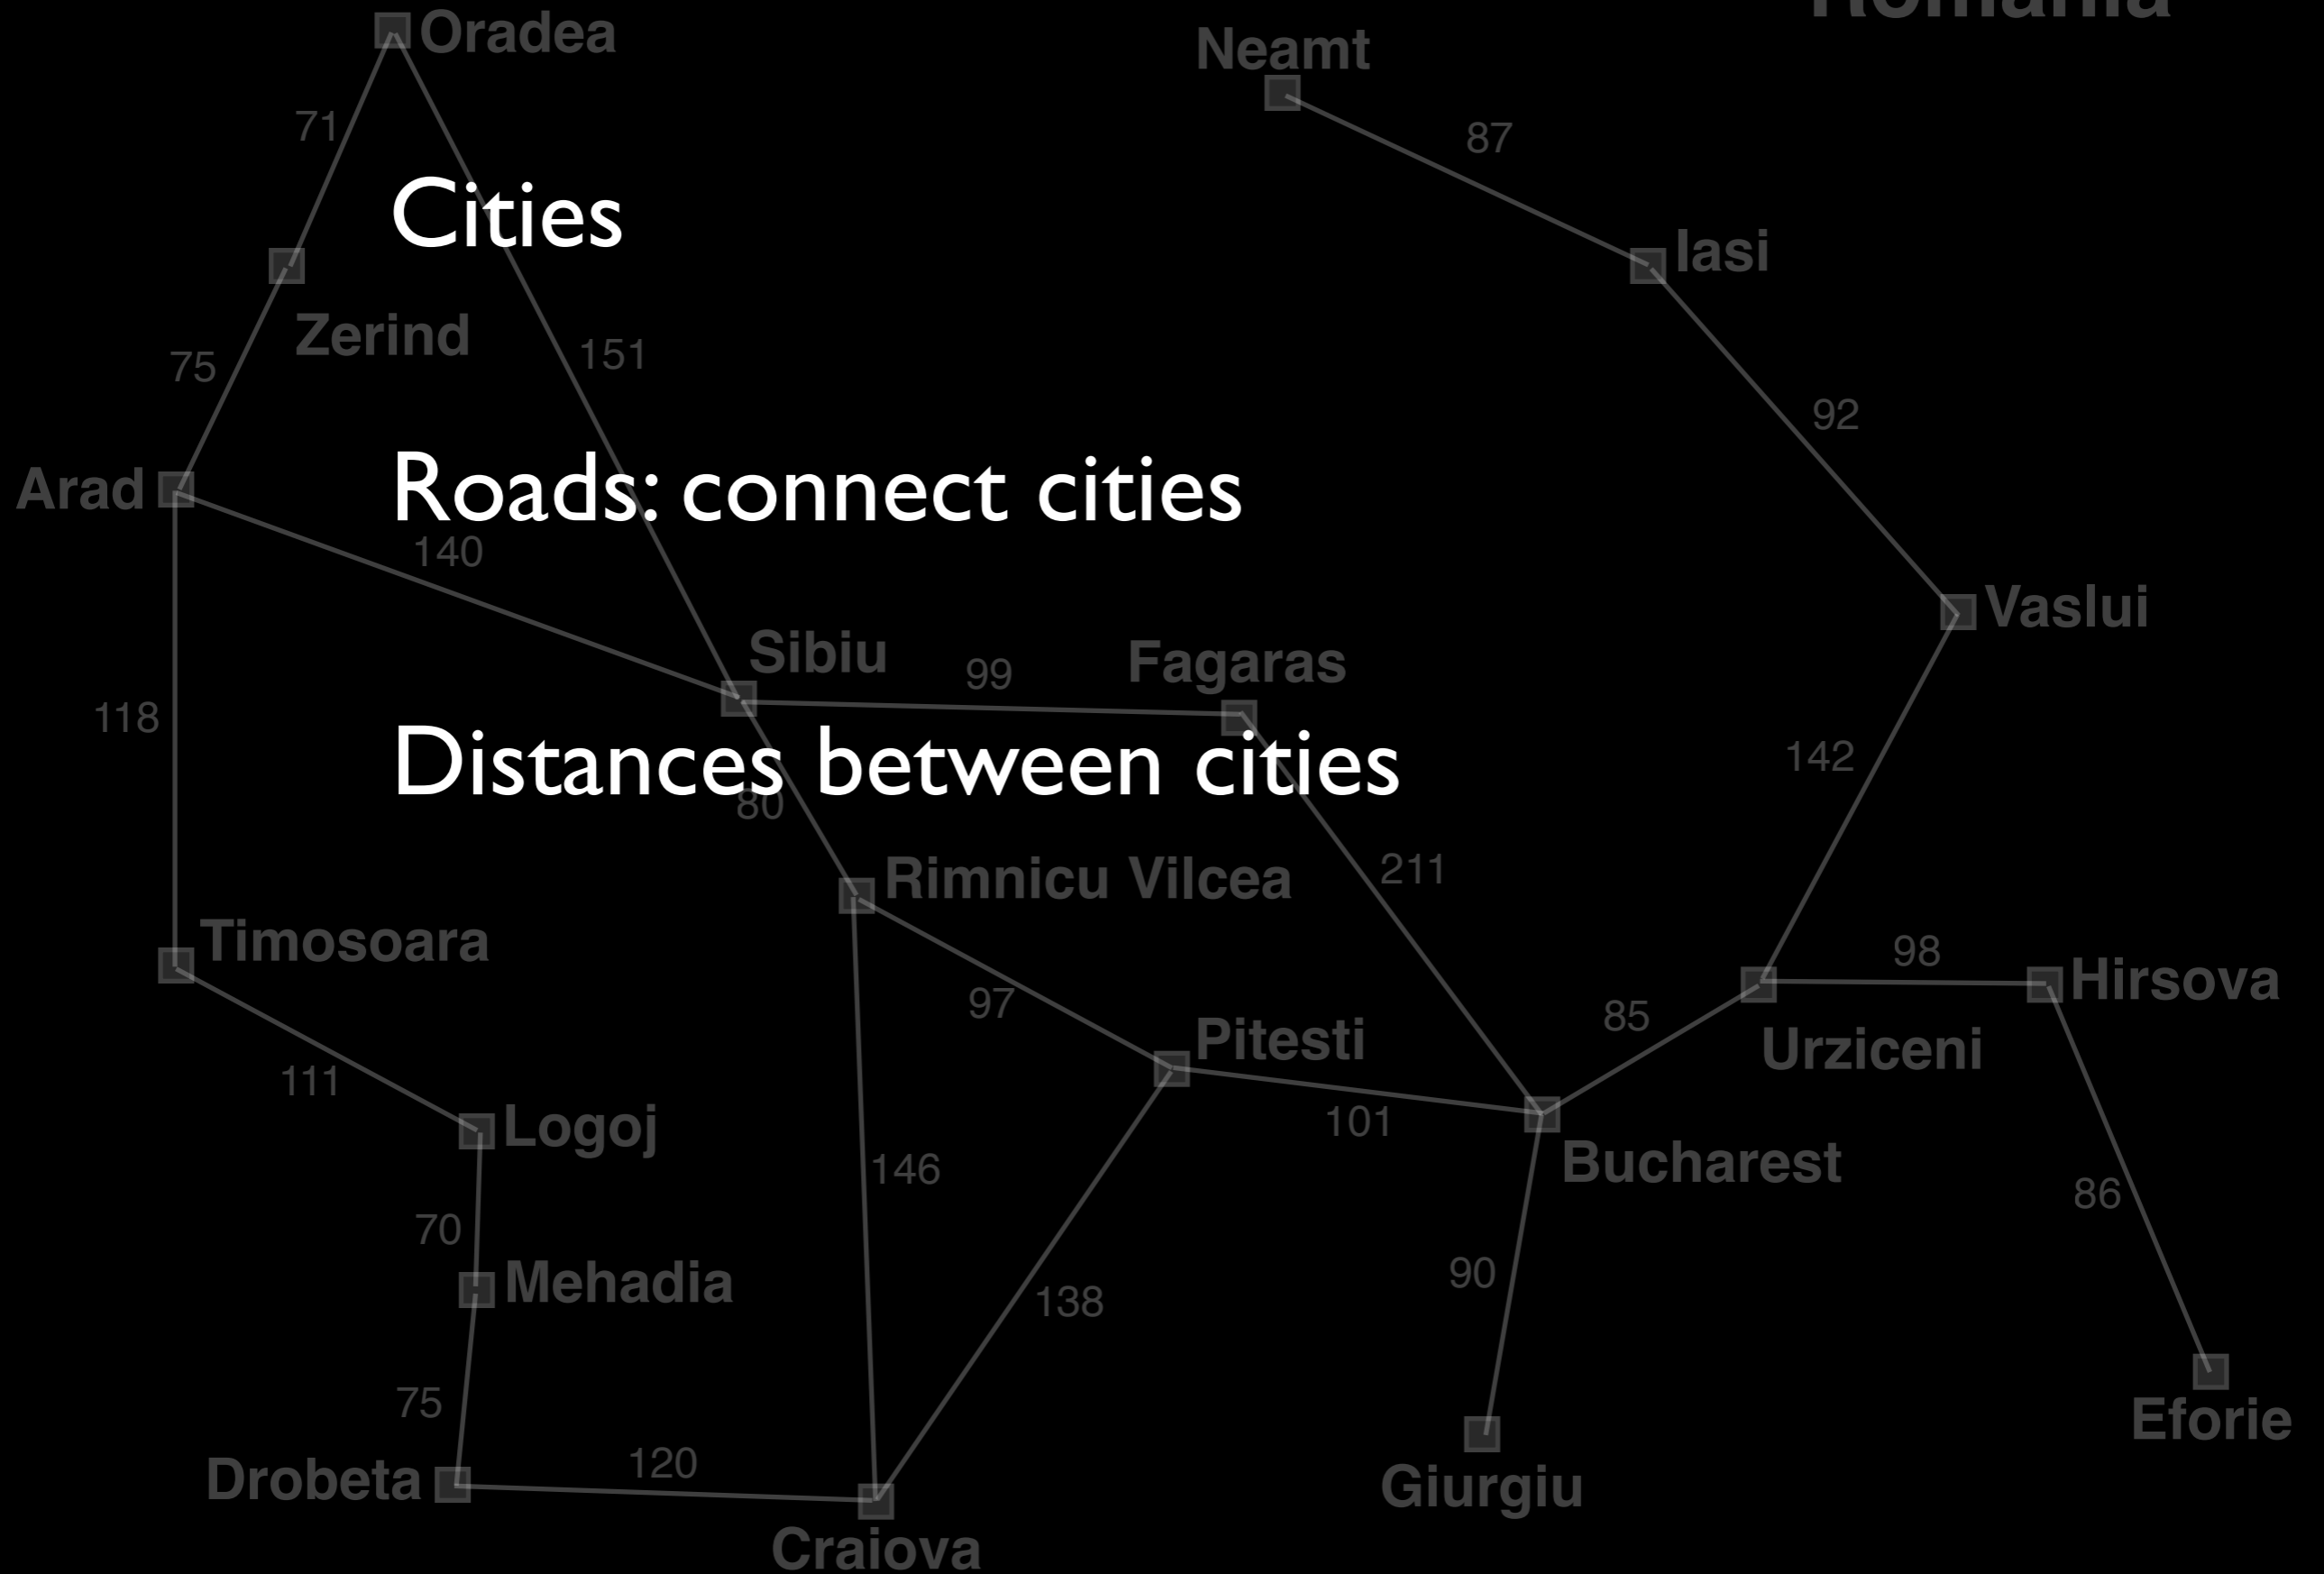 Romania
Oradea
Neamt
71
87
Cities
Iasi
Zerind
151
75
92
Arad
Roads: connect cities
140
Vaslui
Sibiu
99
Fagaras
118
142
Distances between cities
80
211
Rimnicu Vilcea
Timosoara
98
Hirsova
97
85
Pitesti
Urziceni
111
Logoj
101
Bucharest
146
86
70
Mehadia
90
138
75
Eforie
120
Drobeta
Giurgiu
Craiova